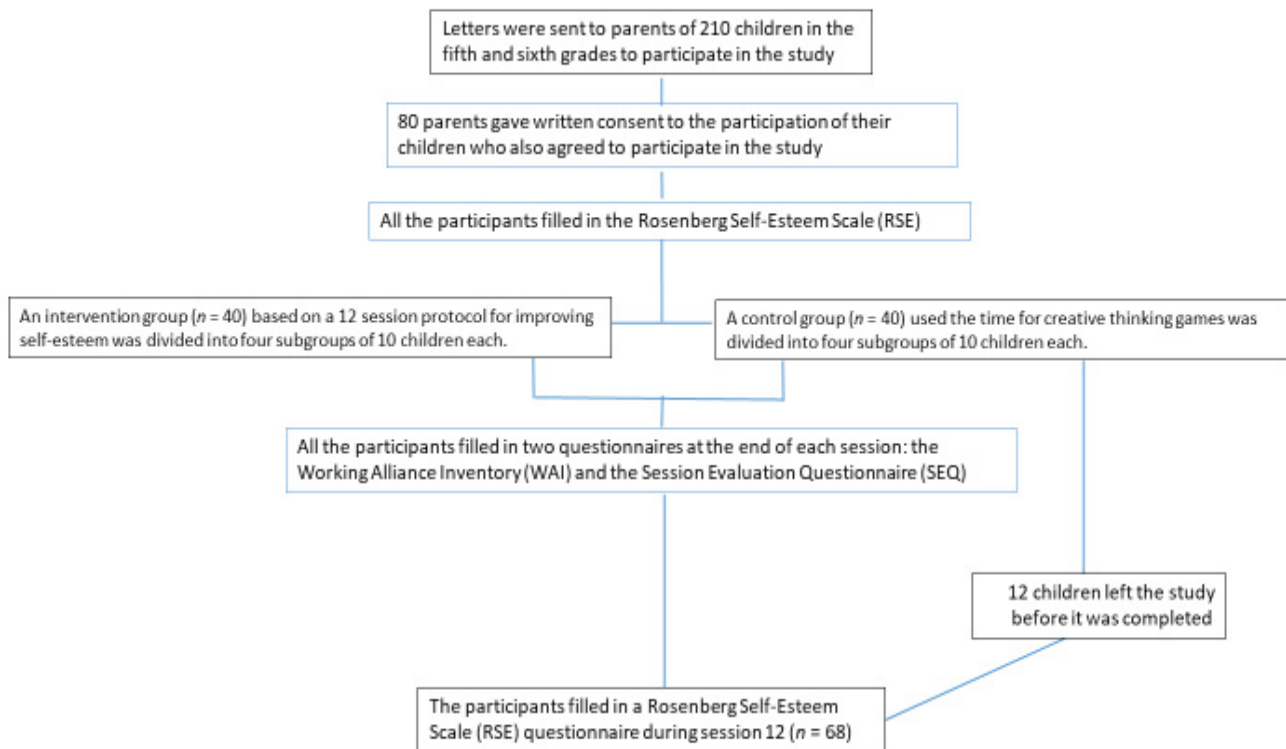 Letters were sent to parents of 210 children in the
fifth and sixth grades to participate in the study
80 parents gave written consent to the participation of their
children who also agreed to participate in the study
All the participants filled in the Rosenberg Self-Esteem Scale (RSE)
An intervention group (n = 40) based on a 12 session protocol for improving
self-esteem was divided into four subgroups of 10 children each.
A control group (n = 40) used the time for creative thinking games was
divided into four subgroups of 10 children each.
All the participants filled in two questionnaires at the end of each session: the
Working Alliance Inventory (WAI) and the Session Evaluation Questionnaire (SEQ)
12 children left the study
before it was completed
The participants filled in a Rosenberg Self-Esteem
Scale (RSE) questionnaire during session 12 (n = 68)